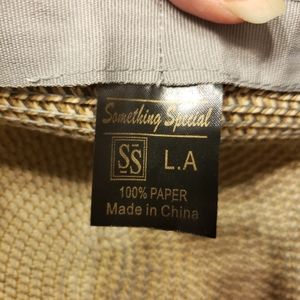 Something Special
SS L.A
100% PAPER
Made in China